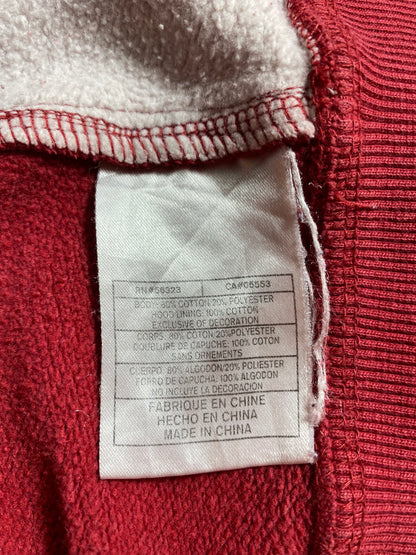 RN#56323 CA#05553
BODY: 80% COTTON 20% POLYESTER
HOOD LINING: 100% COTTON
EXCLUSIVE OF DECORATION
CORPS: 80% COTON 20% POLYESTER
DOUBLURE DE CAPUCHE: 100% COTON
SANS ORNEMENTS
CUERPO: 80% ALGODON/20% POLIESTER
FORRO DE CAPUCHA: 100% ALGODON
NO INCLUYE LA DECORACIÓN
FABRIQUE EN CHINE
HECHO EN CHINA
MADE IN CHINA